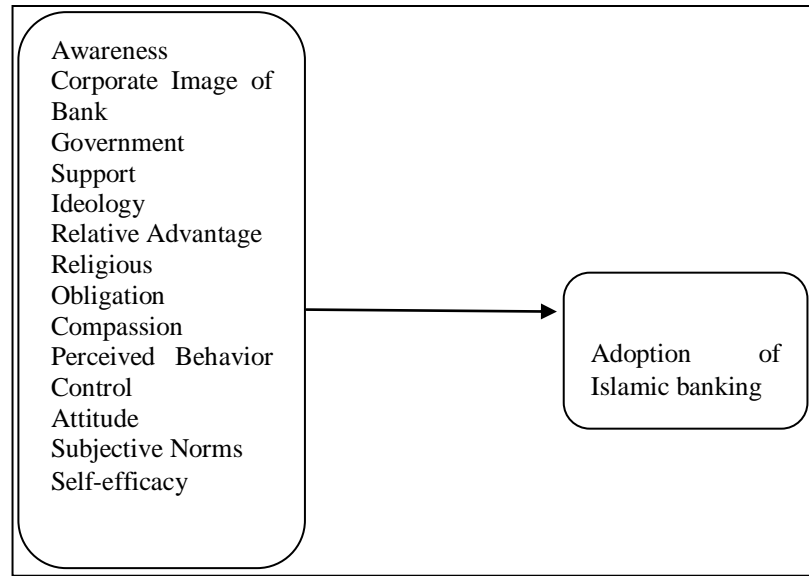 Awareness
Corporate Image of
Bank
Government
Support
Ideology
Relative Advantage
Religious
Obligation
Compassion
Perceived Behavior
Control
Attitude
Subjective Norms
Self-efficacy
Adoption of
Islamic banking